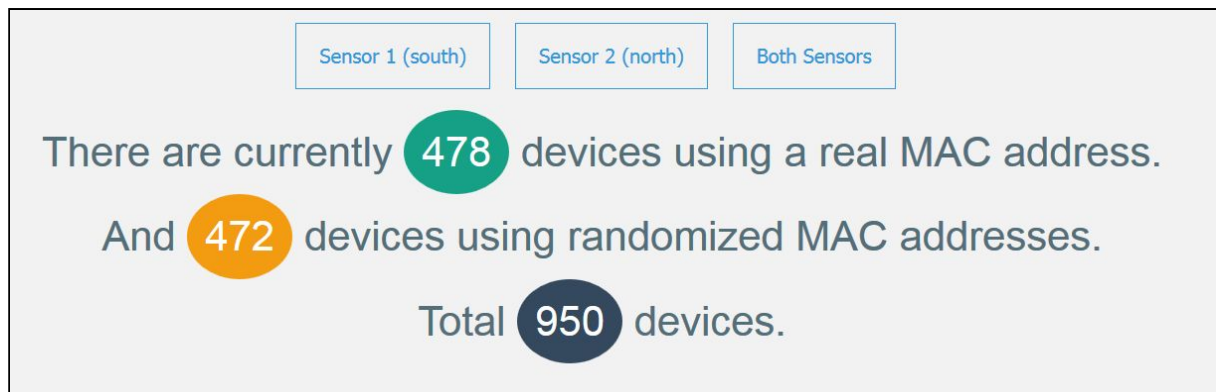 Sensor 1 (south) Sensor 2 (north) Both Sensors
There are currently 478 devices using a real MAC address.
And 472 devices using randomized MAC addresses.
Total 950 devices.